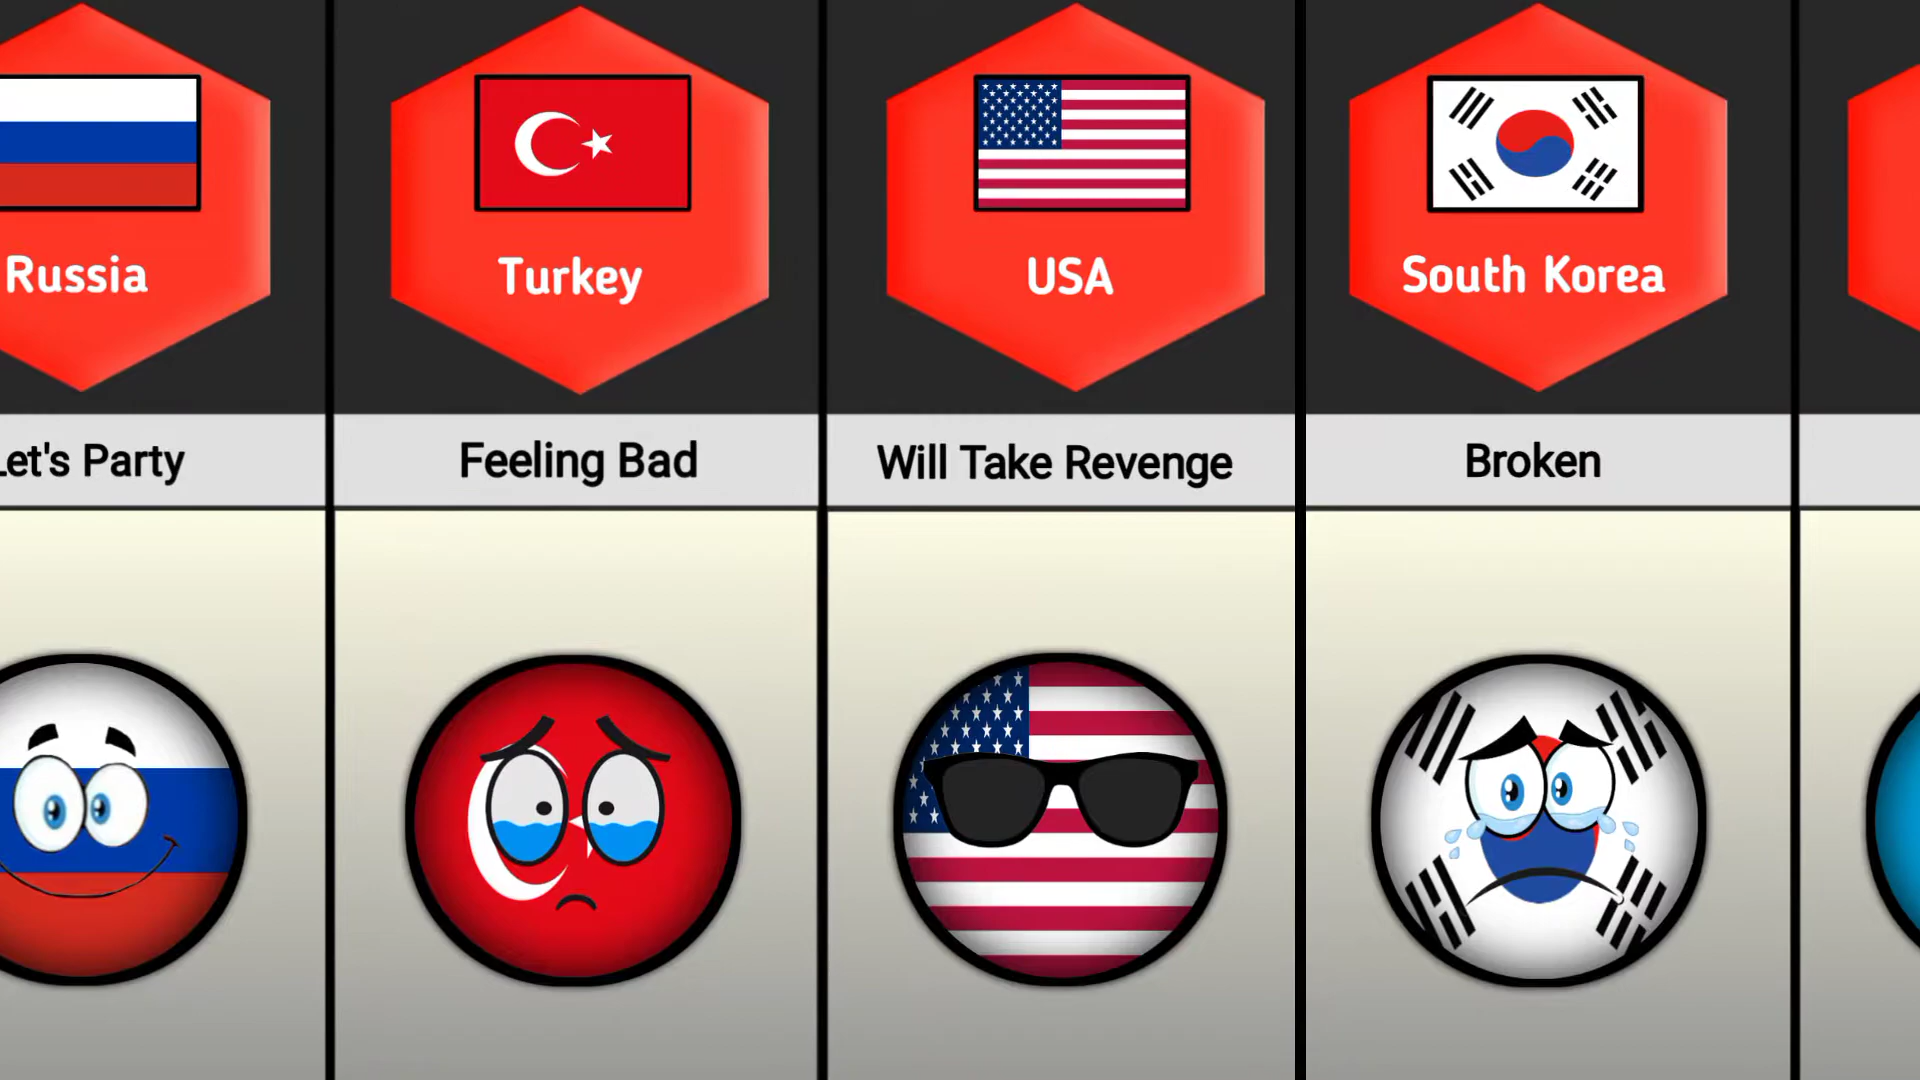 Russia
Turkey
USA
South Korea
Let's Party
Feeling Bad
Will Take Revenge
Broken